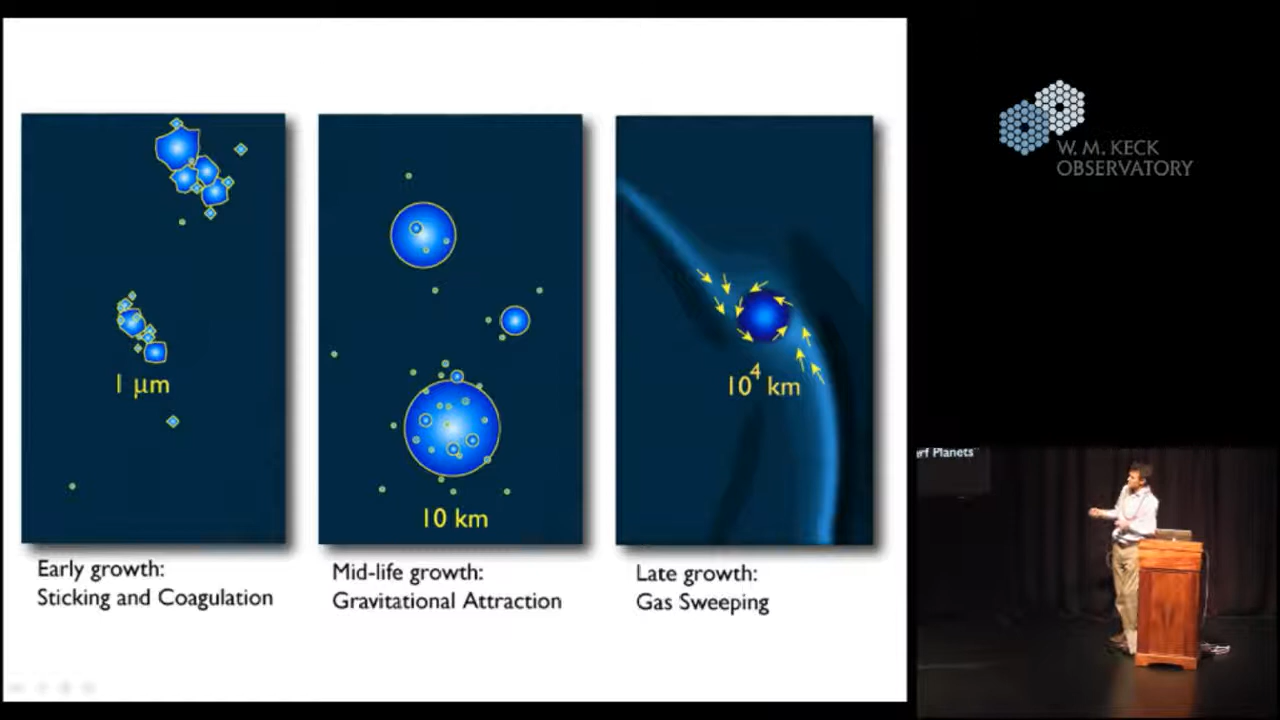 1 μm
Early growth:
Sticking and Coagulation
10 km
Mid-life growth:
Gravitational Attraction
10⁴ km
Late growth:
Gas Sweeping
W. M. KECK
OBSERVATORY
Planets"